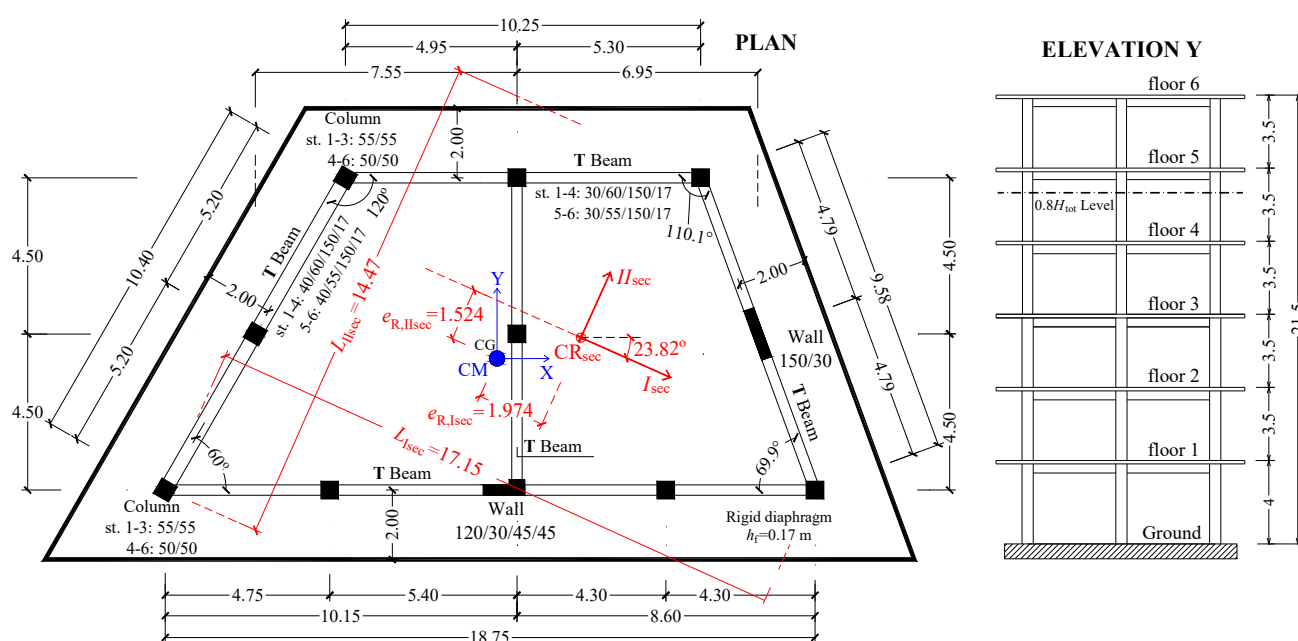 10.25
PLAN
4.95
5.30
7.55
6.95
ELEVATION Y
floor 6
floor 5
0.8Htot Level
floor 4
floor 3
floor 2
floor 1
Ground
3.5
3.5
3.5
3.5
3.5
4
21.5
Column
st. 1-3: 55/55
4-6: 50/50
2.00
T Beam
st. 1-4: 30/60/150/17
5-6: 30/55/150/17
120°
110.1°
10.40
5.20
5.20
4.50
4.50
T Beam
st. 1-4: 40/60/150/17
5-6: 40/55/150/17
2.00
LIIsec=14.47
4.79
4.79
9.58
2.00
4.50
4.50
Y
IIsec
eR,IIsec=1.524
CG
CM
X
CRsec
23.82°
Isec
Wall
150/30
T Beam
eR,Isec=1.974
LIsec=17.15
T Beam
60°
69.9°
T Beam
Column
st. 1-3: 55/55
4-6: 50/50
2.00
Wall
120/30/45/45
Rigid diaphragm
hf=0.17 m
4.75
5.40
4.30
4.30
10.15
8.60
18.75